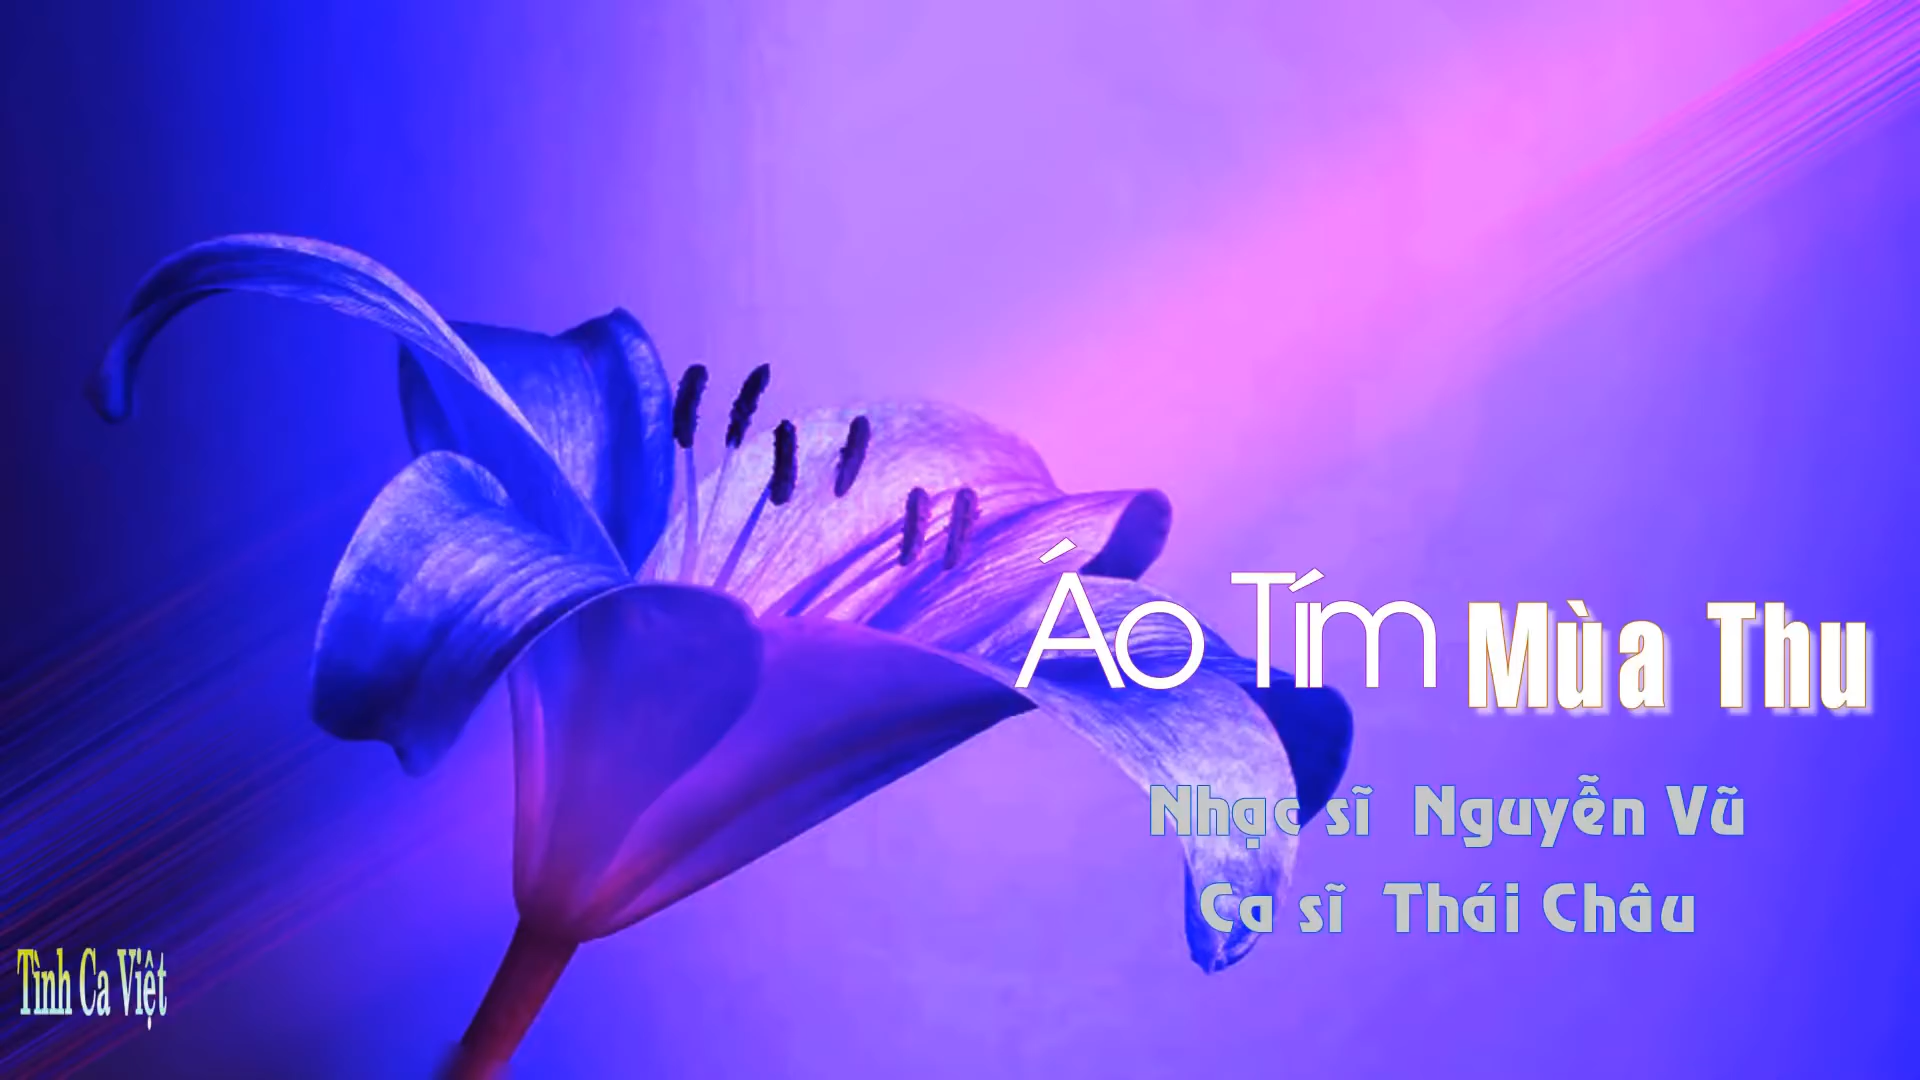 Áo Tím Mùa Thu
Nhạc sĩ Nguyễn Vũ
Ca sĩ Thái Châu
Tình Ca Việt